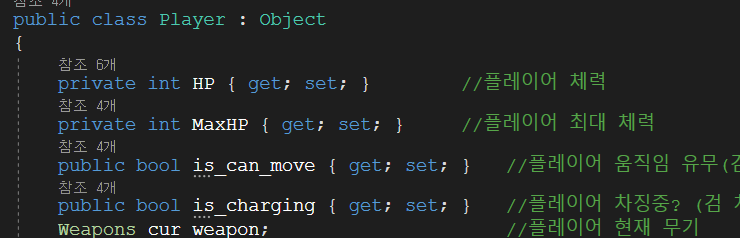 참조 4개
public class Player : Object
{
참조 6개
private int HP { get; set; } //플레이어 체력
참조 4개
private int MaxHP { get; set; } //플레이어 최대 체력
참조 4개
public bool is_can_move { get; set; } //플레이어 움직임 유무(
참조 4개
public bool is_charging { get; set; } //플레이어 차징중? (검
Weapons cur_weapon; //플레이어 현재 무기